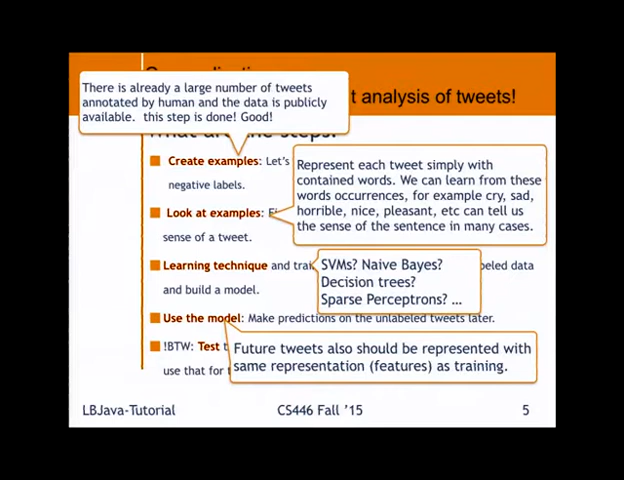 There is already a large number of tweets
annotated by human and the data is publicly
available. this step is done! Good!
t analysis of tweets!
Create examples: Let's
negative labels.
Represent each tweet simply with
contained words. We can learn from these
words occurrences, for example cry, sad,
horrible, nice, pleasant, etc can tell us
the sense of the sentence in many cases.
Look at examples:
sense of a tweet.
Learning technique and
SVMs? Naive Bayes?
Decision trees?
Sparse Perceptrons? …
data
and build a model.
Use the model: Make predictions on the unlabeled tweets later.
!BTW: Test
use that for
Future tweets also should be represented with
same representation (features) as training.
LBJava-Tutorial
CS446 Fall '15
5